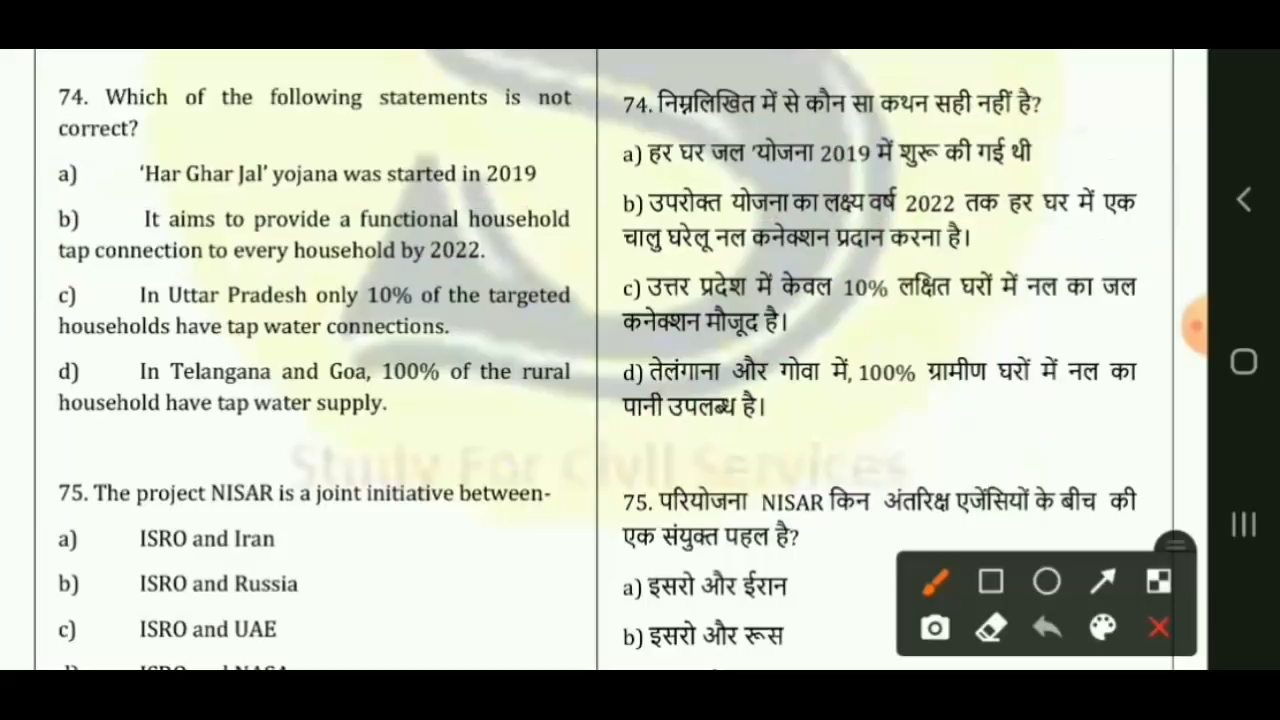 74. Which of the following statements is not
correct?
a) 'Har Ghar Jal' yojana was started in 2019
b) It aims to provide a functional household
tap connection to every household by 2022.
c) In Uttar Pradesh only 10% of the targeted
households have tap water connections.
d) In Telangana and Goa, 100% of the rural
household have tap water supply.
75. The project NISAR is a joint initiative between-
a) ISRO and Iran
b) ISRO and Russia
c) ISRO and UAE
74. निम्नलिखित में से कौन सा कथन सही नहीं है?
a) हर घर जल 'योजना 2019 में शुरू की गई थी
b) उपरोक्त योजना का लक्ष्य वर्ष 2022 तक हर घर में एक
चालु घरेलू नल कनेक्शन प्रदान करना है।
c) उत्तर प्रदेश में केवल 10% लक्षित घरों में नल का जल
कनेक्शन मौजूद है।
d) तेलंगाना और गोवा में, 100% ग्रामीण घरों में नल का
पानी उपलब्ध है।
75. परियोजना NISAR किन अंतरिक्ष एजेंसियों के बीच की
एक संयुक्त पहल है?
a) इसरो और ईरान
b) इसरो और रूस
Study For Civil Services